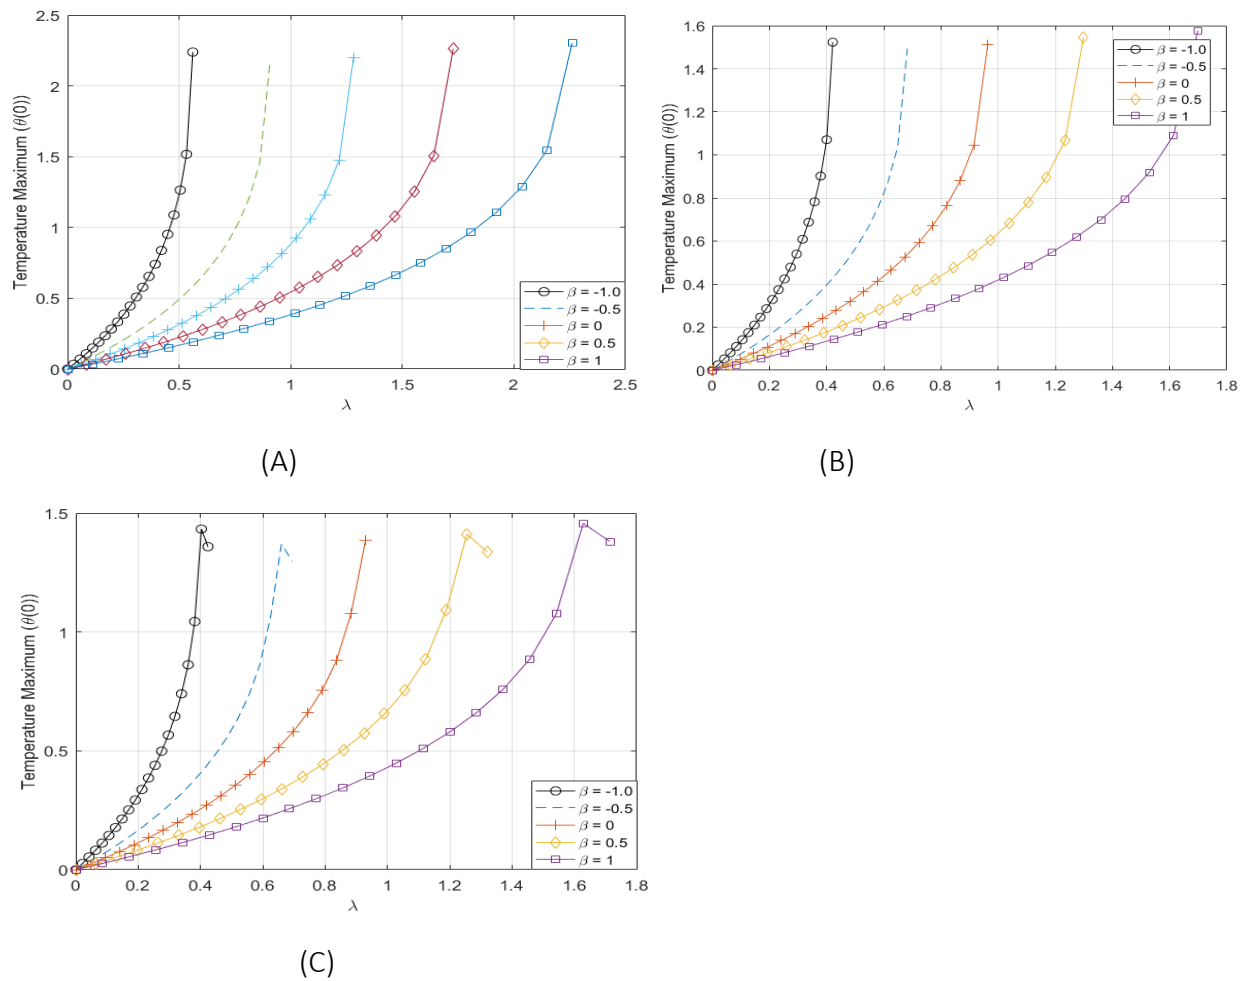 2.5
2
1.5
1
0.5
0
Temperature Maximum (θ(0))
0 0.5 1 1.5 2 2.5
λ
β = -1.0
β = -0.5
β = 0
β = 0.5
β = 1
(A)
1.6
1.4
1.2
1
0.8
0.6
0.4
0.2
0
Temperature Maximum (θ(0))
0 0.2 0.4 0.6 0.8 1 1.2 1.4 1.6 1.8
λ
β = -1.0
β = -0.5
β = 0
β = 0.5
β = 1
(B)
1.5
1
0.5
0
Temperature Maximum (θ(0))
0 0.2 0.4 0.6 0.8 1 1.2 1.4 1.6 1.8
λ
β = -1.0
β = -0.5
β = 0
β = 0.5
β = 1
(C)